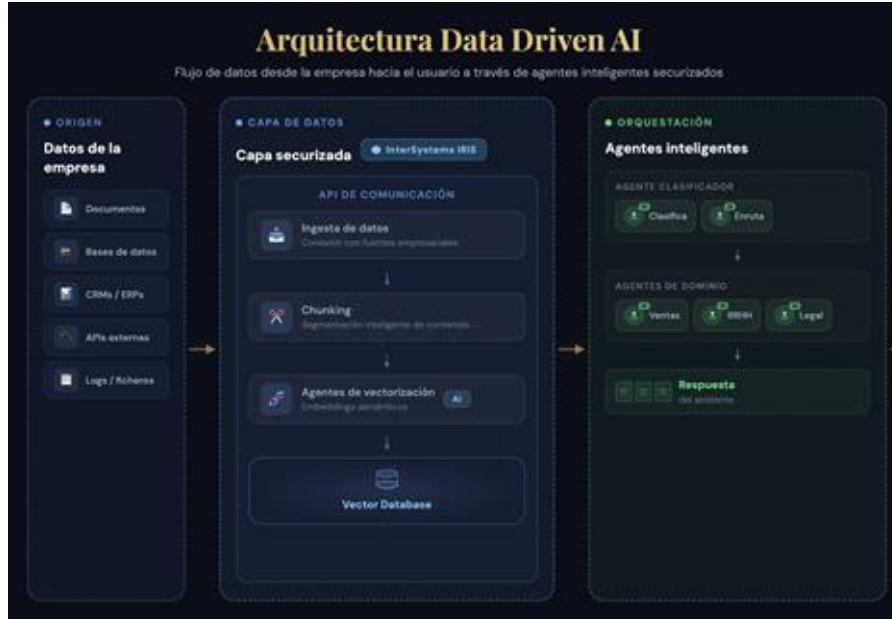 Arquitectura Data Driven AI
Flujo de datos desde la empresa hacia el usuario a través de agentes inteligentes securizados
ORIGEN
Datos de la
empresa
Documentos
Bases de datos
CRMs / ERPs
APIs externas
Logs / ficheros
CAPA DE DATOS
Capa securizada
InterSystems IRIS
API DE COMUNICACIÓN
Ingesta de datos
Conexión con fuentes empresariales
Chunking
Segmentación inteligente de contenido
Agentes de vectorización
AI
Embeddings semánticos
Vector Database
ORQUESTACIÓN
Agentes inteligentes
AGENTE CLASIFICADOR
Clasifica
Enruta
AGENTES DE DOMINIO
Ventas
RRHH
Legal
Respuesta
del asistente